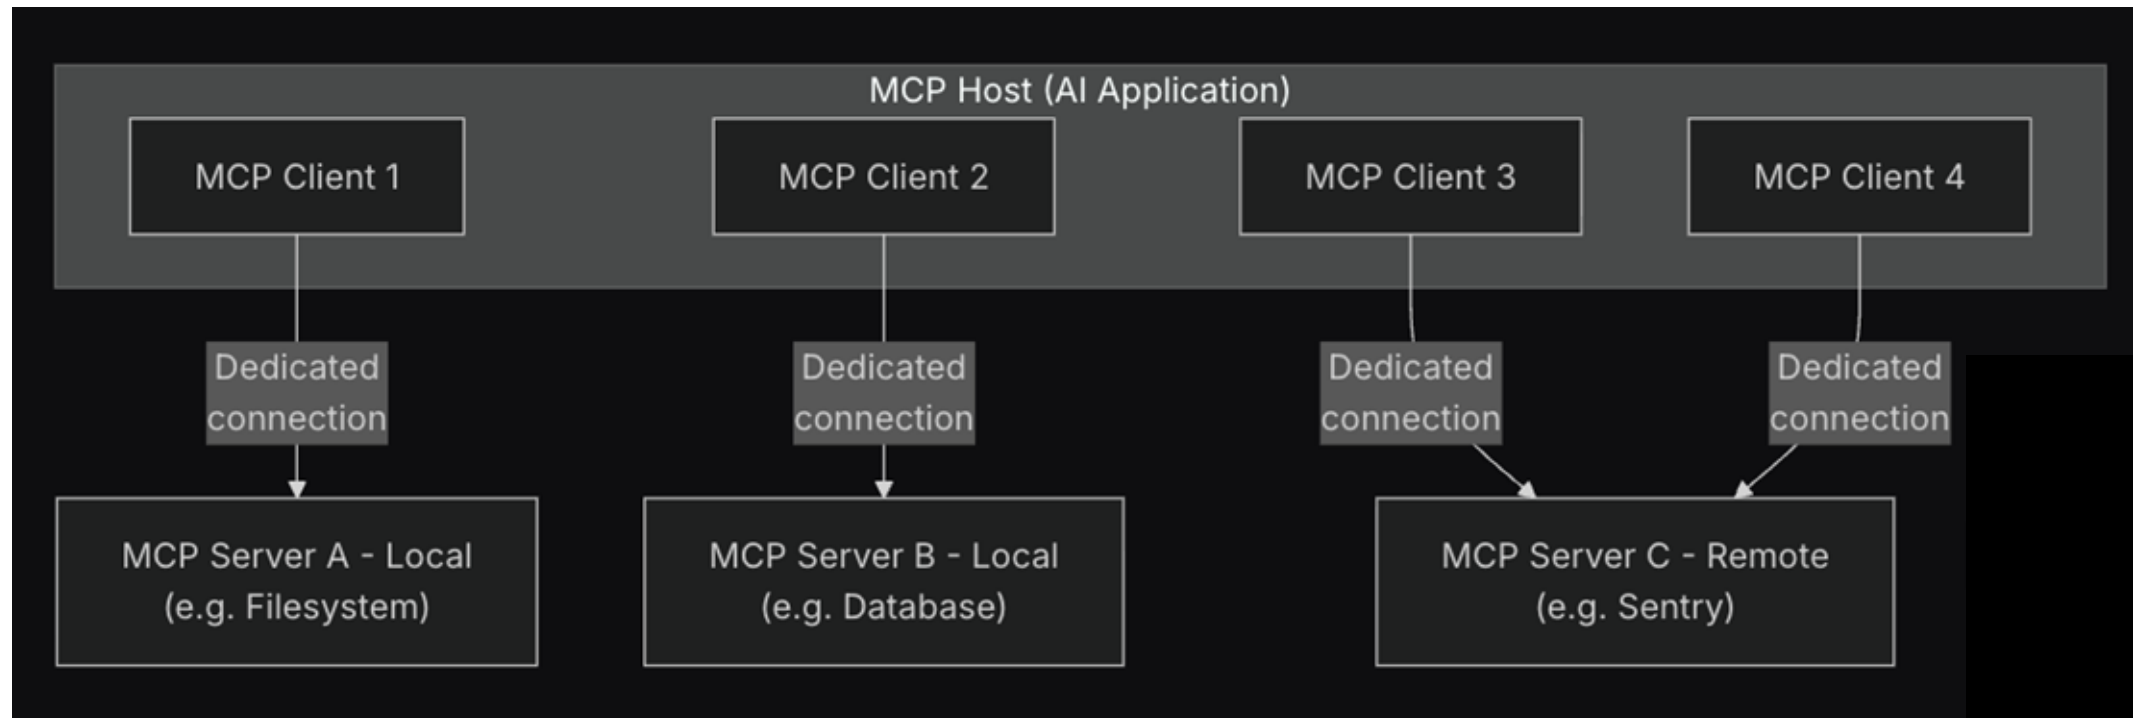 MCP Host (AI Application)
MCP Client 1
MCP Client 2
MCP Client 3
MCP Client 4
Dedicated
connection
Dedicated
connection
Dedicated
connection
Dedicated
connection
MCP Server A - Local
(e.g. Filesystem)
MCP Server B - Local
(e.g. Database)
MCP Server C - Remote
(e.g. Sentry)